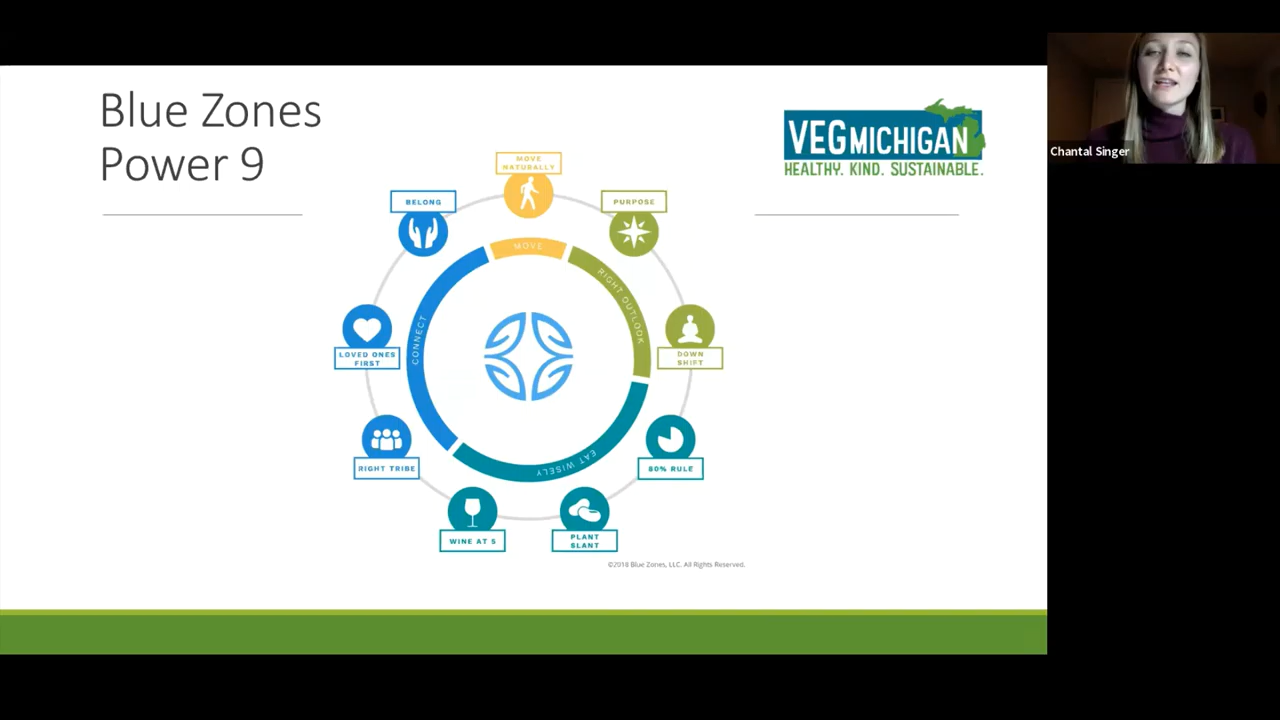 Blue Zones
Power 9
VEGMICHIGAN
HEALTHY. KIND. SUSTAINABLE.
Chantal Singer
MOVE
NATURALLY
BELONG
PURPOSE
MOVE
RIGHT OUTLOOK
CONNECT
LOVED ONES
FIRST
DOWN
SHIFT
EAT WISELY
RIGHT TRIBE
80% RULE
WINE AT 5
PLANT
SLANT
©2018 Blue Zones, LLC. All Rights Reserved.